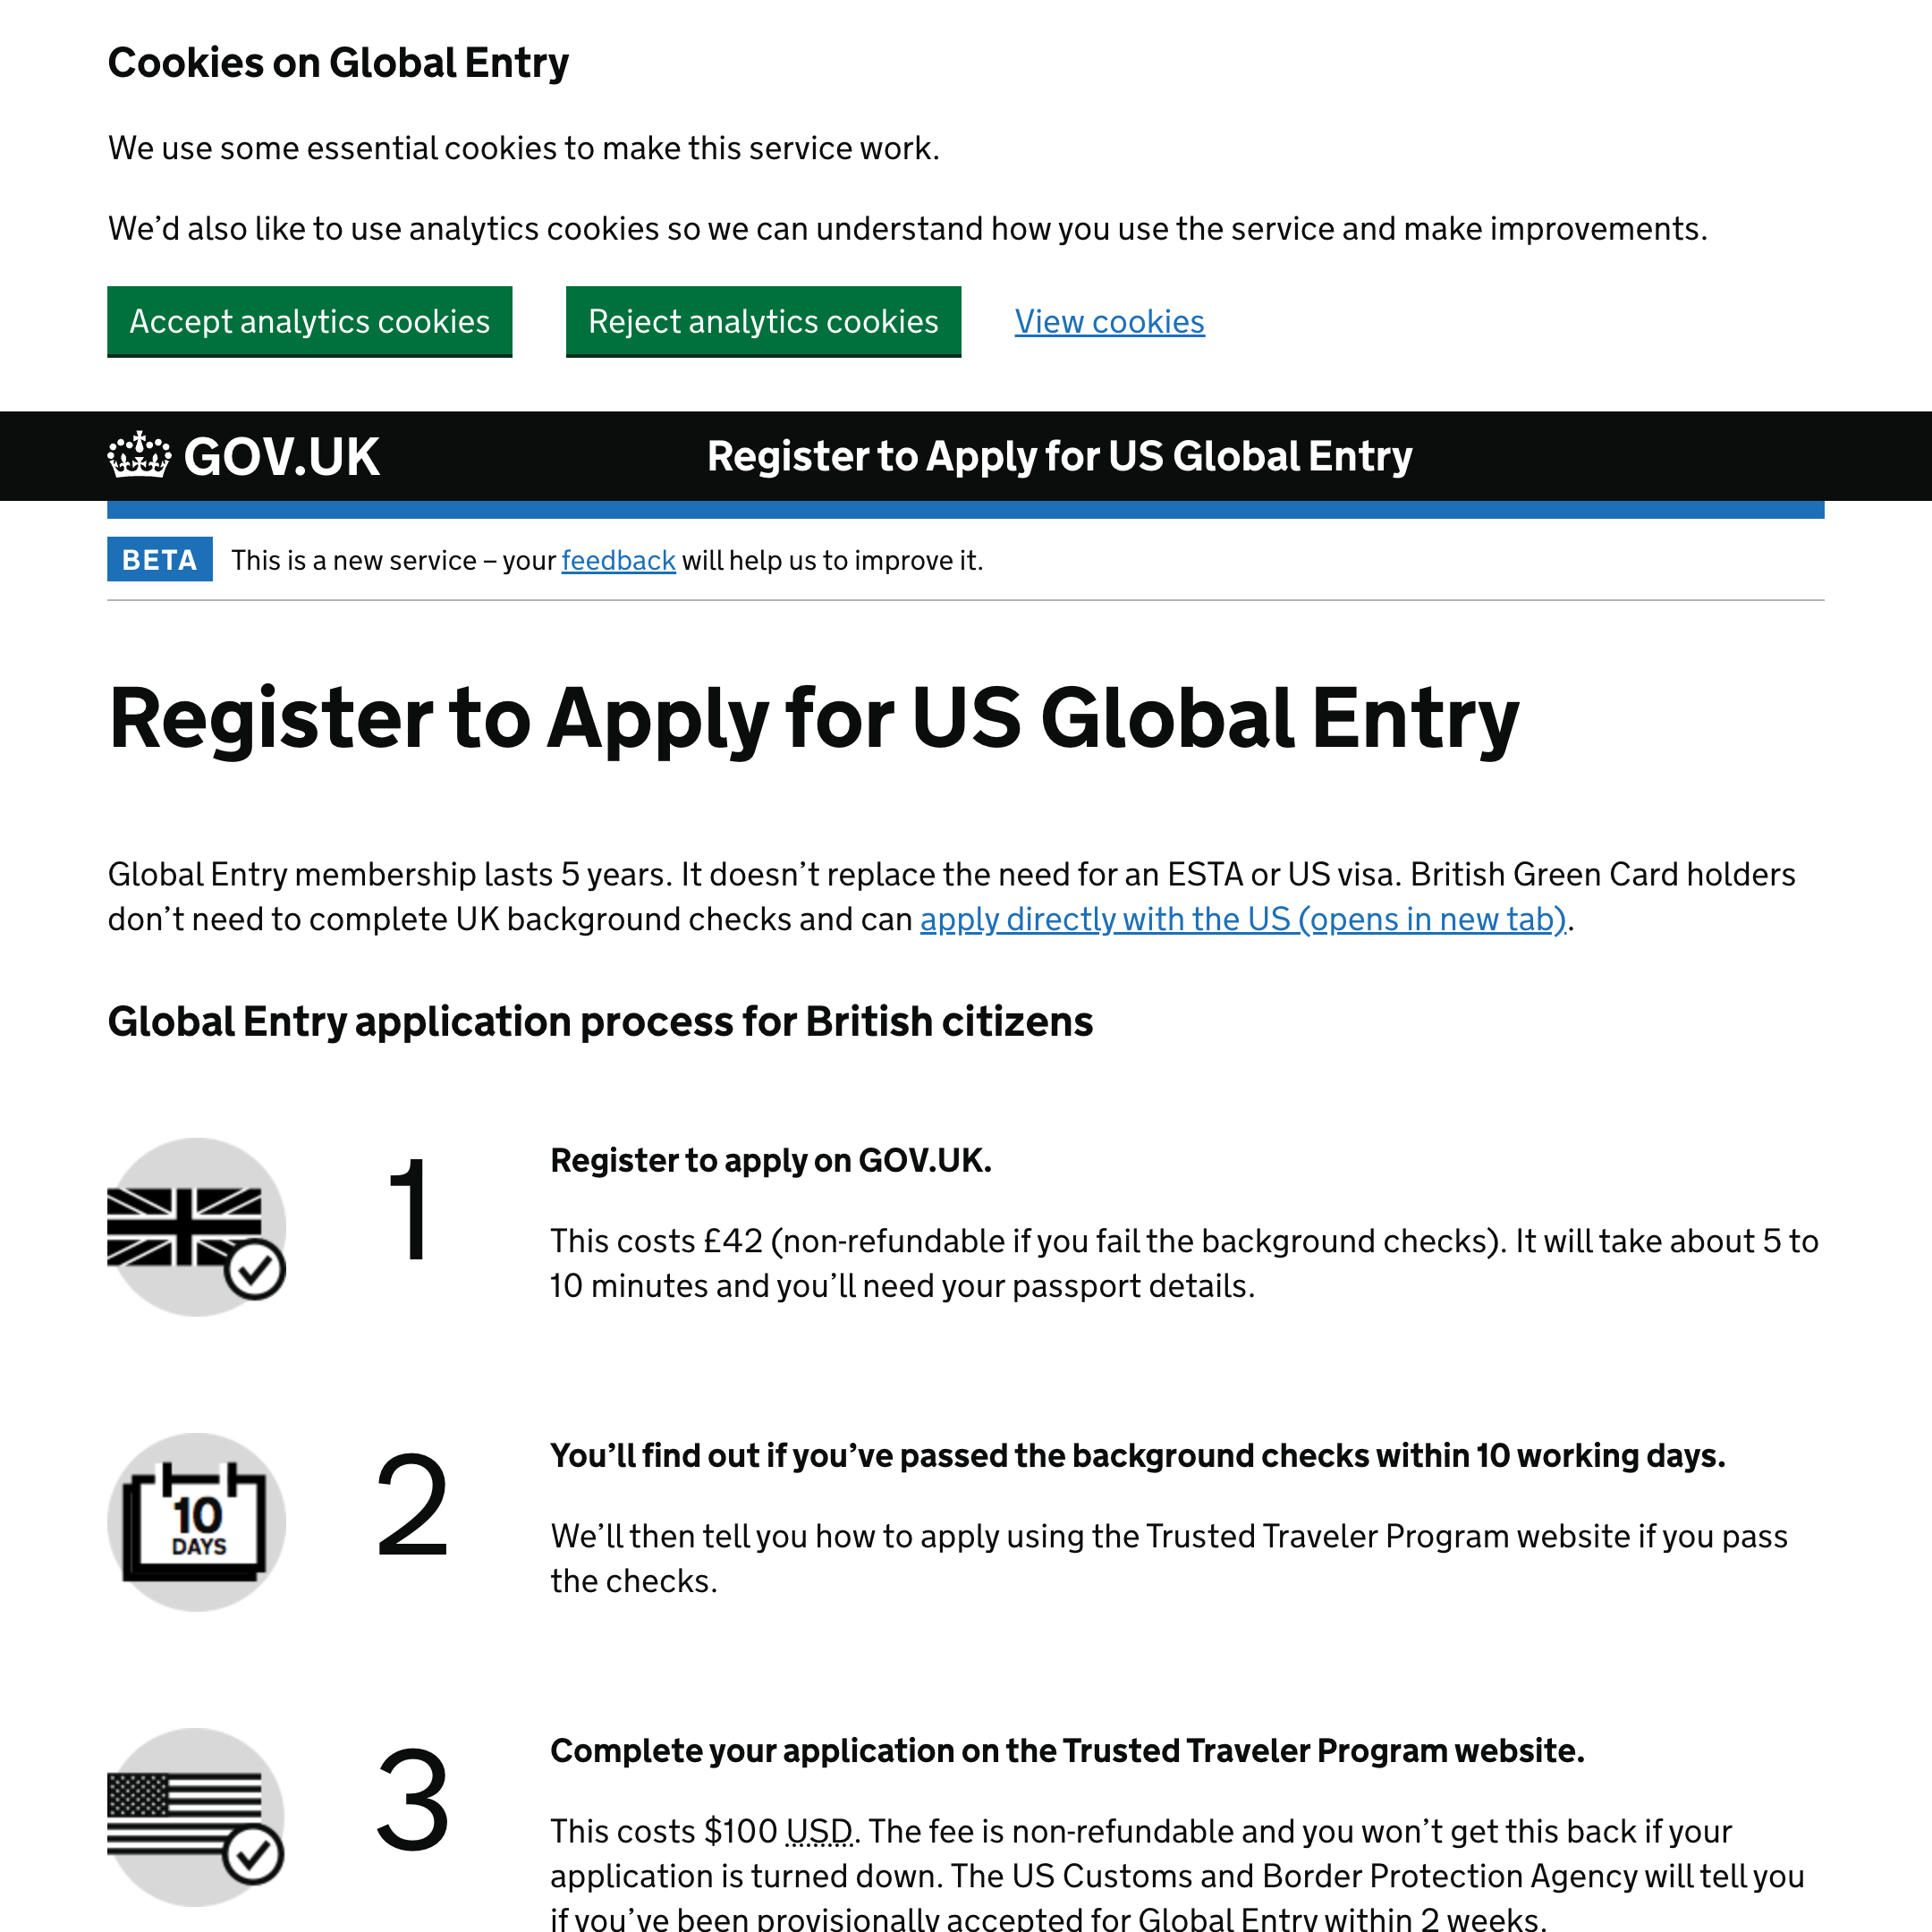 Cookies on Global Entry
We use some essential cookies to make this service work.
We’d also like to use analytics cookies so we can understand how you use the service and make improvements.
Accept analytics cookies
Reject analytics cookies
View cookies
GOV.UK
Register to Apply for US Global Entry
BETA
This is a new service – your feedback will help us to improve it.
Register to Apply for US Global Entry
Global Entry membership lasts 5 years. It doesn’t replace the need for an ESTA or US visa. British Green Card holders
don’t need to complete UK background checks and can apply directly with the US (opens in new tab).
Global Entry application process for British citizens
1
Register to apply on GOV.UK.
This costs £42 (non-refundable if you fail the background checks). It will take about 5 to
10 minutes and you’ll need your passport details.
10
DAYS
2
You’ll find out if you’ve passed the background checks within 10 working days.
We’ll then tell you how to apply using the Trusted Traveler Program website if you pass
the checks.
3
Complete your application on the Trusted Traveler Program website.
This costs $100 USD. The fee is non-refundable and you won’t get this back if your
application is turned down. The US Customs and Border Protection Agency will tell you
if you’ve been provisionally accepted for Global Entry within 2 weeks.